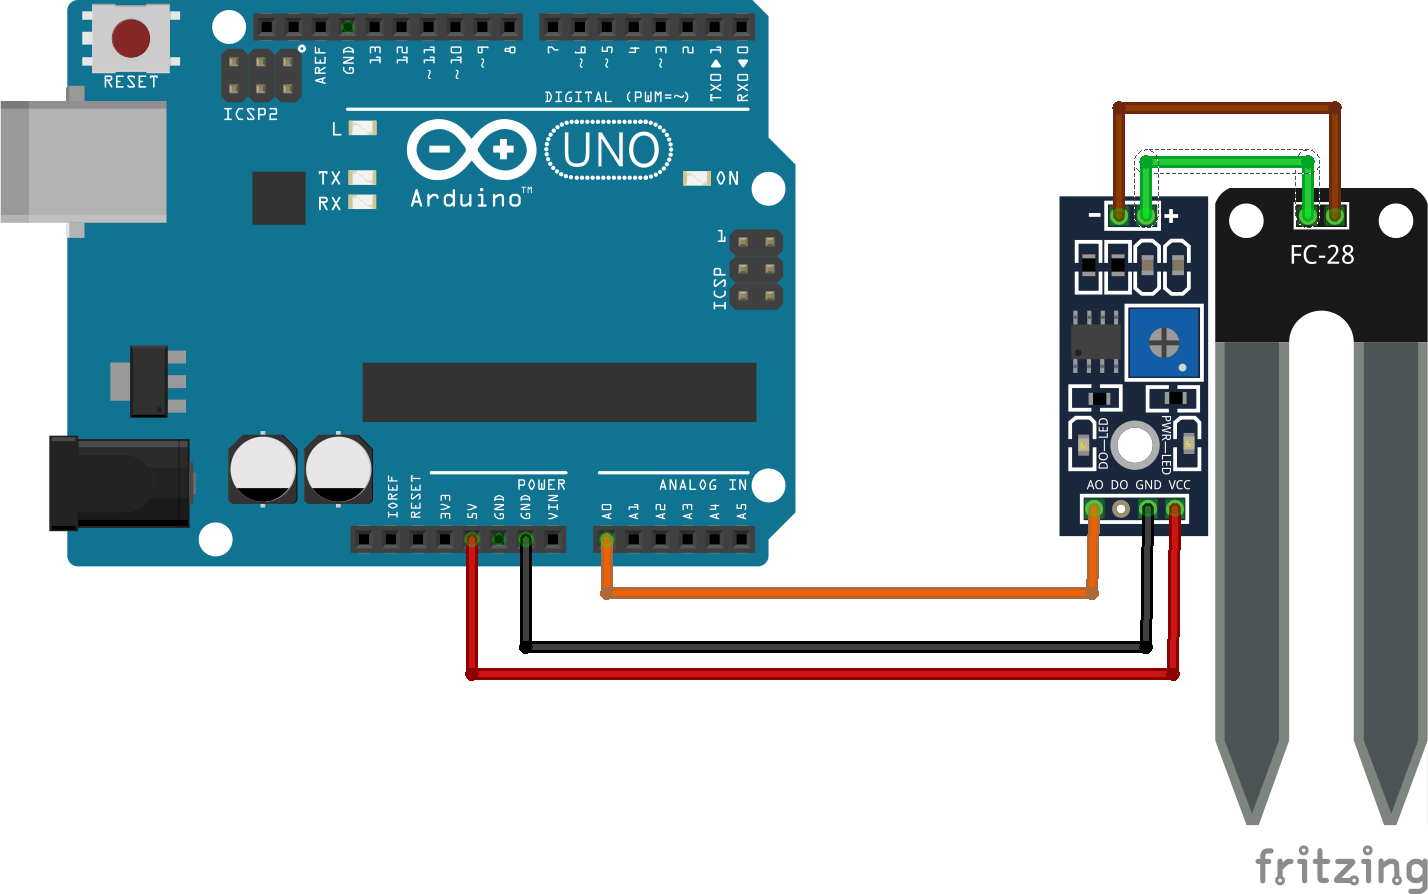 RESET
ICSP2
AREF
GND
13
12
~11
~10
~9
8
7
~6
~5
4
~3
2
TX0▶1
RX0◀0
DIGITAL (PWM=~)
L
TX
RX
UNO
Arduino™
ON
1
ICSP
POWER
ANALOG IN
IOREF
RESET
3V3
5V
GND
GND
VIN
A0
A1
A2
A3
A4
A5
- +
FC-28
DO—LED
PWR—LED
AO DO GND VCC
fritzing